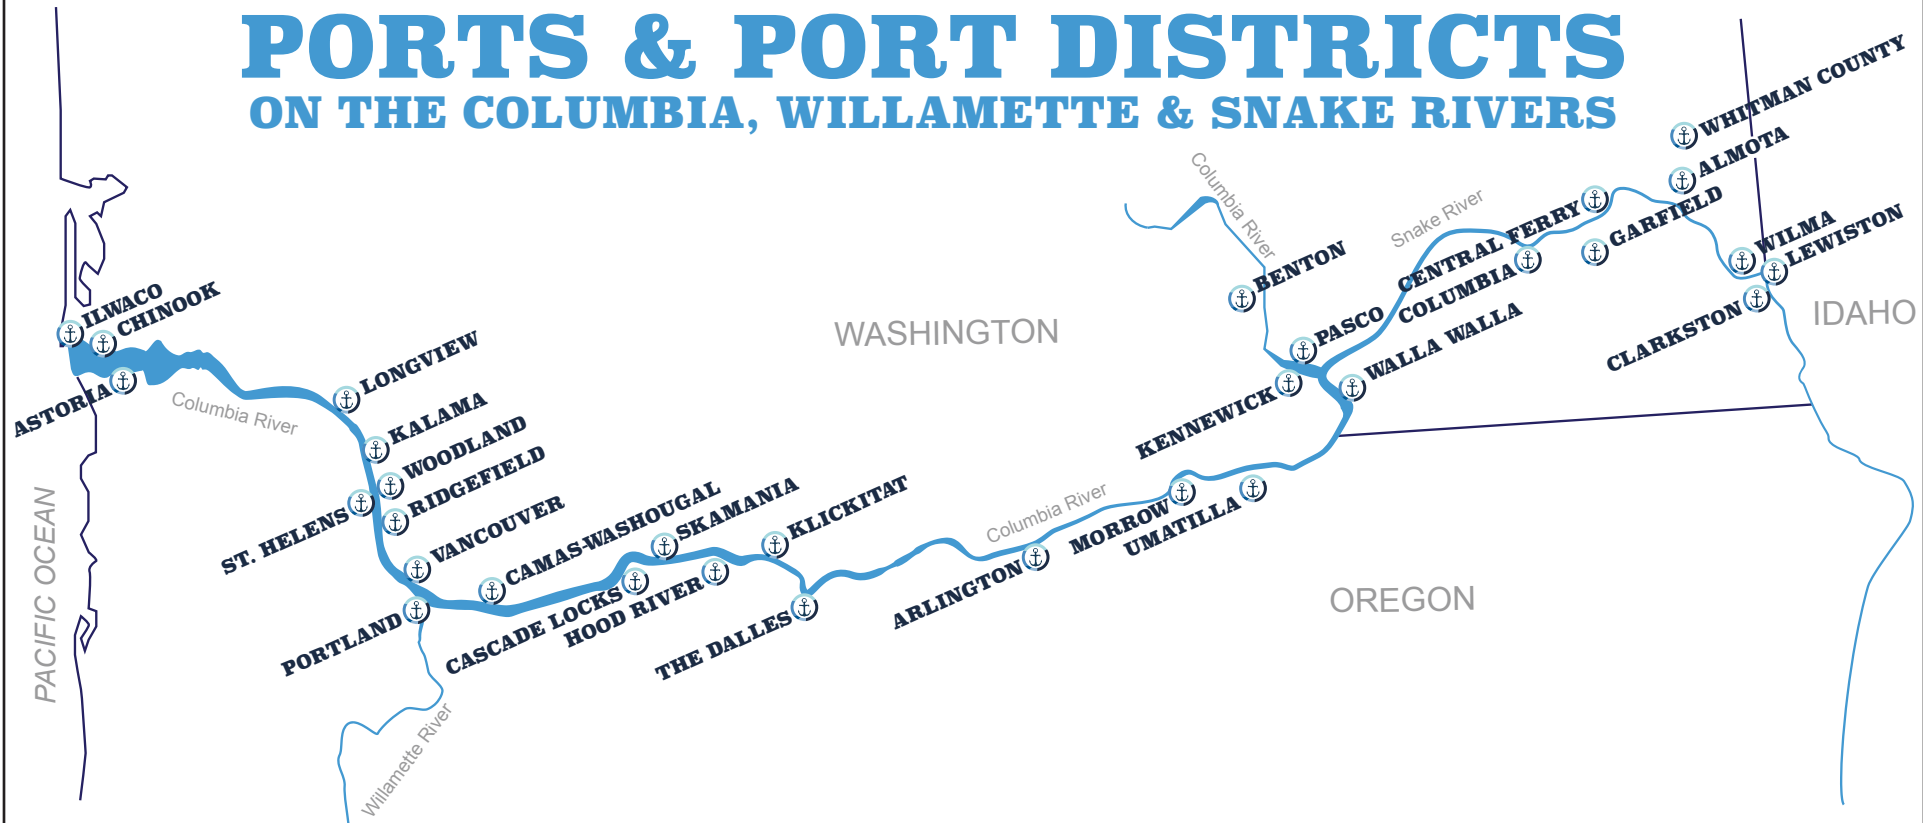 PORTS & PORT DISTRICTS
ON THE COLUMBIA, WILLAMETTE & SNAKE RIVERS
WHITMAN COUNTY
ALMOTA
GARFIELD
WILMA
LEWISTON
CLARKSTON
IDAHO
Columbia River
Snake River
CENTRAL FERRY
COLUMBIA
BENTON
PASCO
WALLA WALLA
KENNEWICK
WASHINGTON
ILWACO
CHINOOK
ASTORIA
Columbia River
LONGVIEW
KALAMA
WOODLAND
RIDGEFIELD
ST. HELENS
VANCOUVER
CAMAS-WASHOUGAL
SKAMANIA
KLICKITAT
Columbia River
MORROW
UMATILLA
ARLINGTON
PORTLAND
CASCADE LOCKS
HOOD RIVER
THE DALLES
OREGON
PACIFIC OCEAN
Willamette River